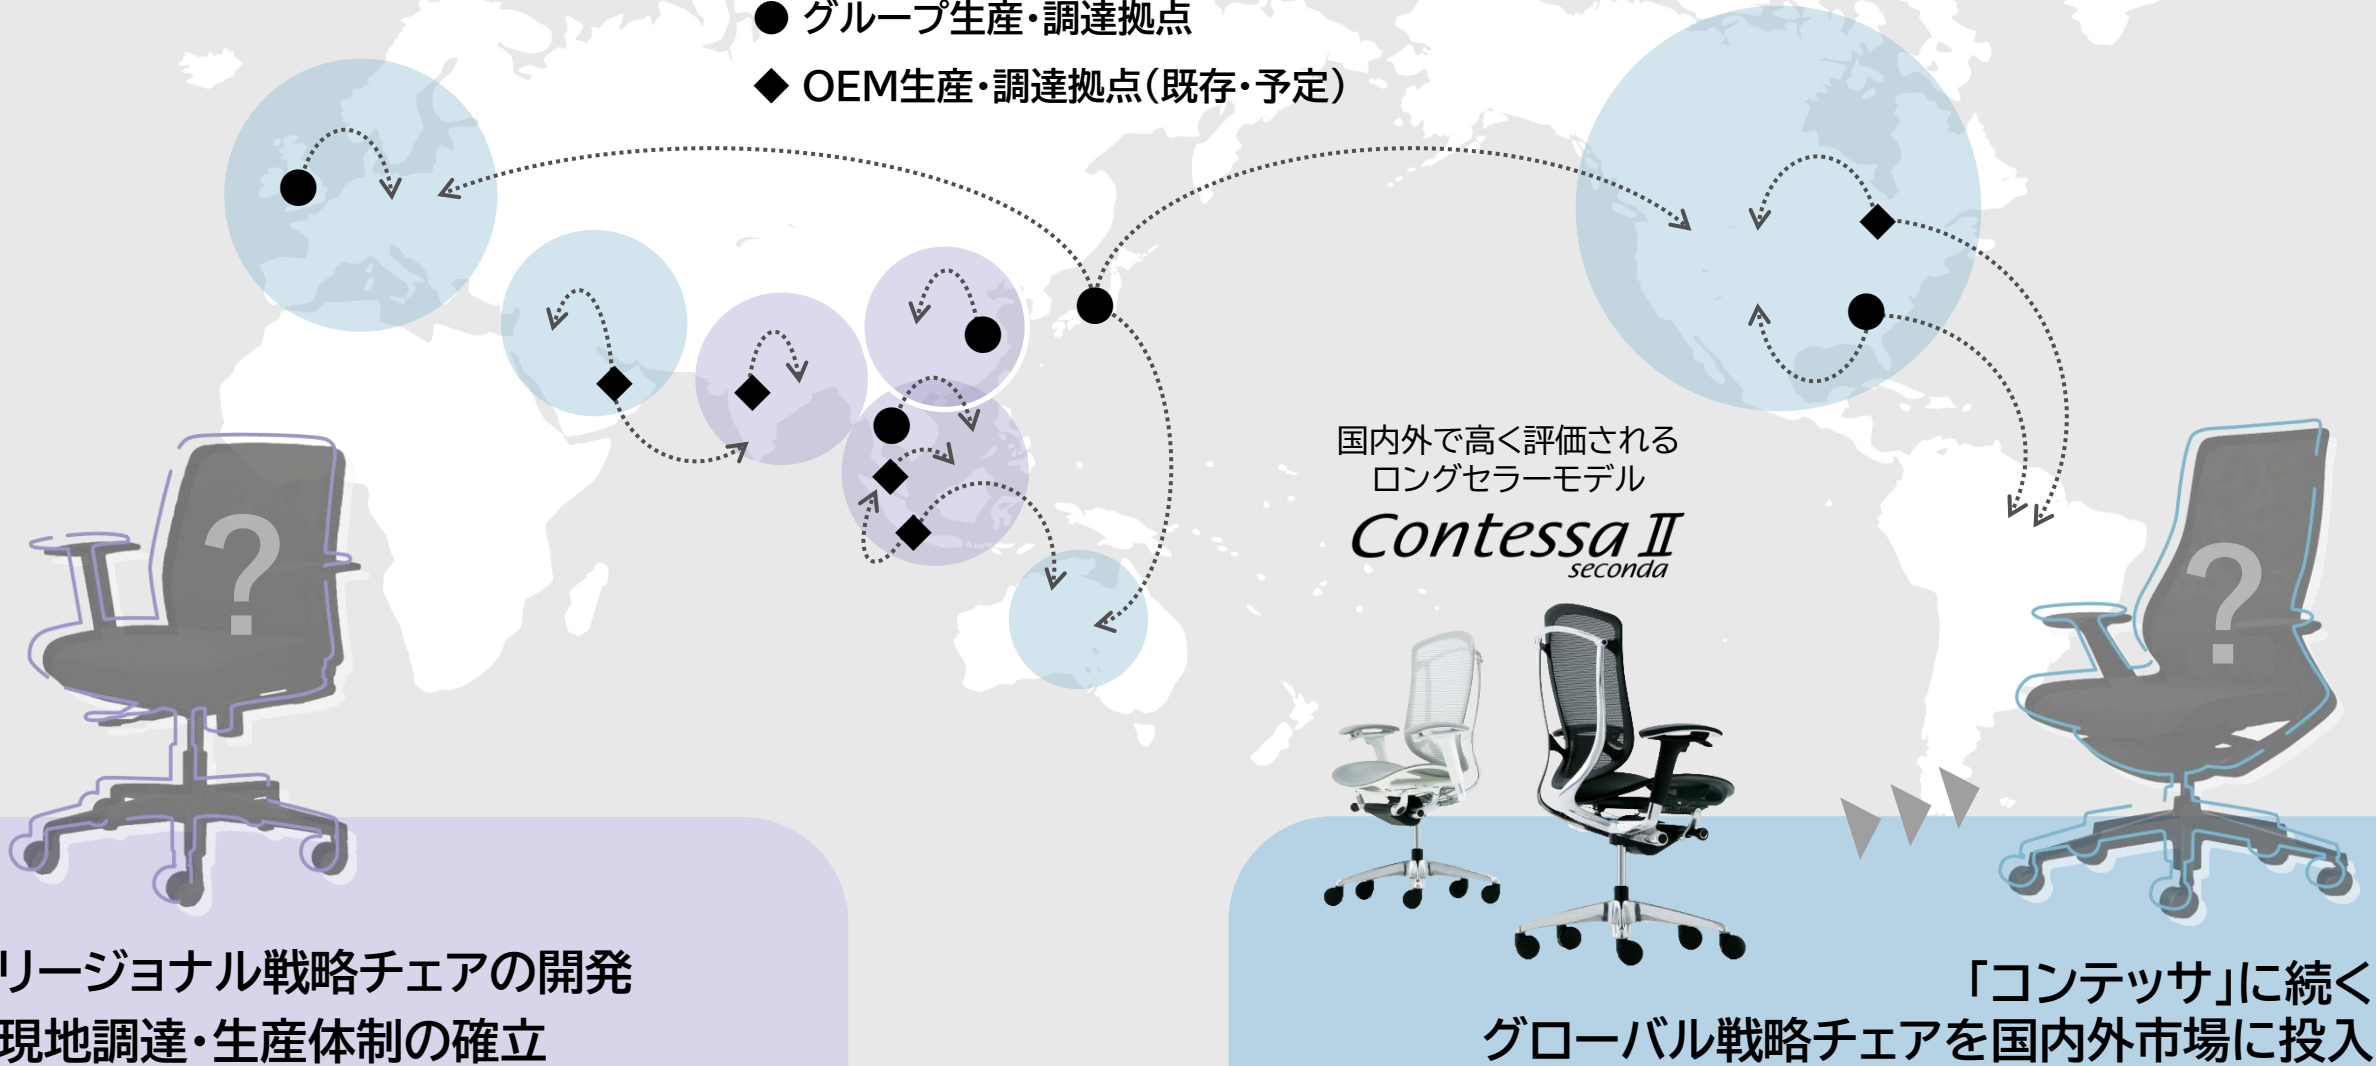 ● グループ生産・調達拠点
◆ OEM生産・調達拠点（既存・予定）
国内外で高く評価される
ロングセラーモデル
Contessa II
seconda
?
?
リージョナル戦略チェアの開発
現地調達・生産体制の確立
「コンテッサ」に続く
グローバル戦略チェアを国内外市場に投入